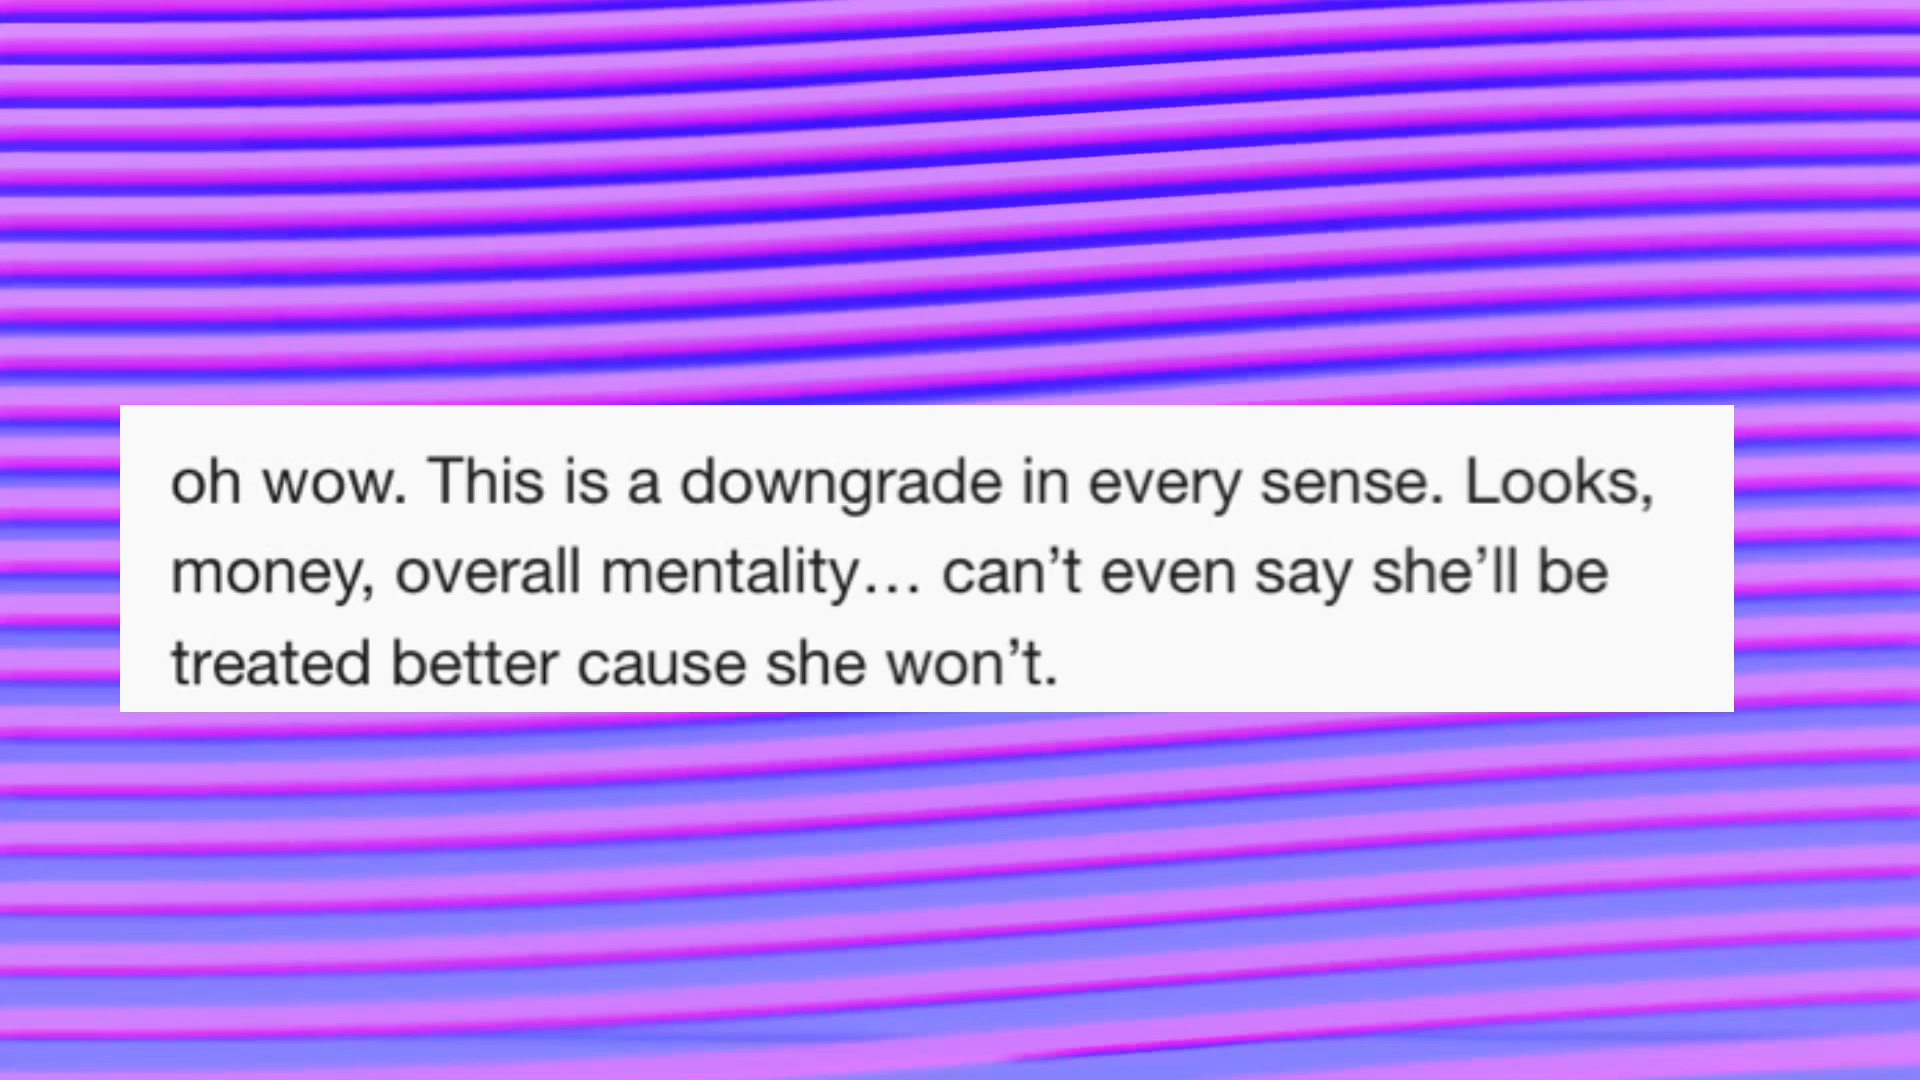 oh wow. This is a downgrade in every sense. Looks,
money, overall mentality… can’t even say she’ll be
treated better cause she won’t.